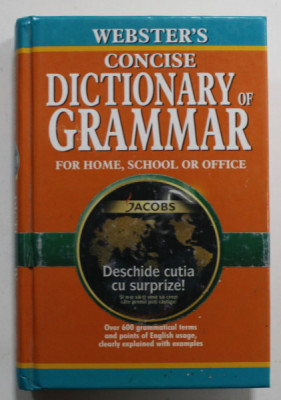 WEBSTER'S
CONCISE
DICTIONARY OF
GRAMMAR
FOR HOME, SCHOOL OR OFFICE
JACOBS
Deschide cutia
cu surprize!
Over 600 grammatical terms
and points of English usage,
clearly explained with examples